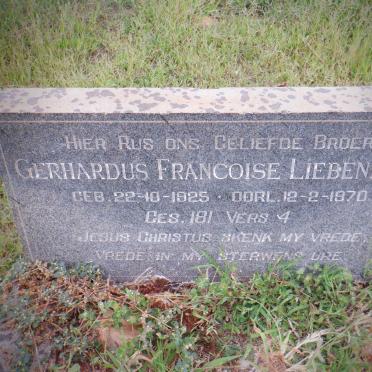 HIER RUS ONS GELIEFDE BROER
GERHARDUS FRANCOISE LIEBEN
GEB. 22-10-1925 · OORL. 12-2-1970
GES. 181 VERS 4
JESUS CHRISTUS SKENK MY VREDE,
VREDE IN MY STERWENS URE